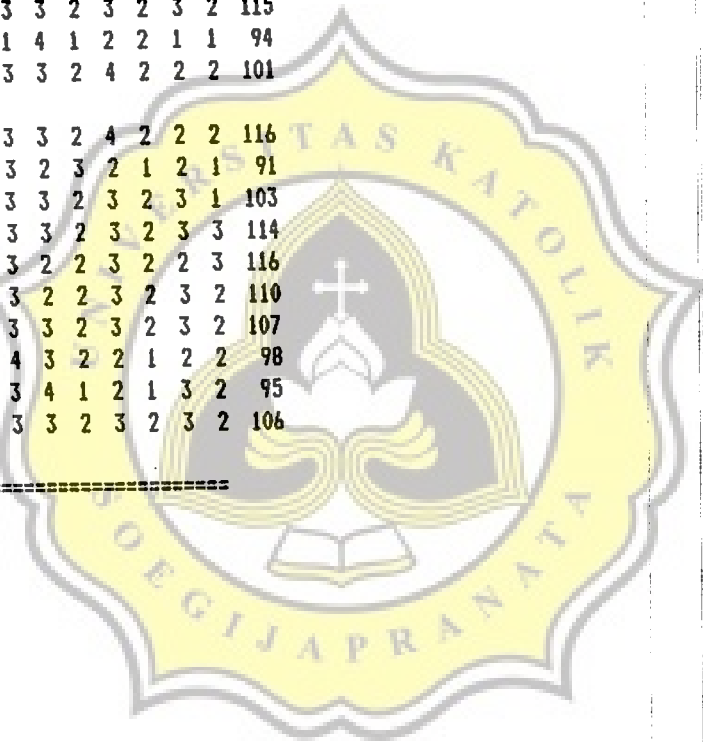 3 3 2 3 2 3 2 115
1 4 1 2 2 1 1 94
3 3 2 4 2 2 2 101
3 3 2 4 2 2 2 116
3 2 3 2 1 2 1 91
3 3 2 3 2 3 1 103
3 3 2 3 2 3 3 114
3 2 2 3 2 2 3 116
3 2 2 3 2 3 2 110
3 3 2 3 2 3 2 107
4 3 2 2 1 2 2 98
3 4 1 2 1 3 2 95
3 3 2 3 2 3 2 106
=====================
UNIVERSITAS KATOLIK
SOEGIJAPRANATA